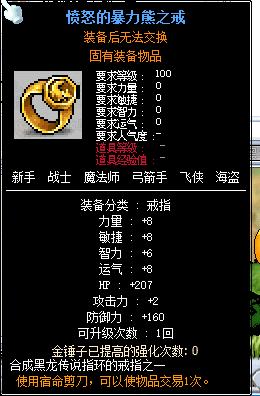 愤怒的暴力熊之戒
装备后无法交换
固有装备物品
要求等级 : 100
要求力量 : 0
要求敏捷 : 0
要求智力 : 0
要求运气 : 0
要求人气度 : -
道具等级 : -
道具经验值 : -
新手 战士 魔法师 弓箭手 飞侠 海盗
装备分类 : 戒指
力量 : +8
敏捷 : +8
智力 : +6
运气 : +8
HP : +207
攻击力 : +2
防御力 : +160
可升级次数 : 1回
金锤子已提高的强化次数: 0
合成黑龙传说指环的戒指之一
使用宿命剪刀，可以使物品交易1次。